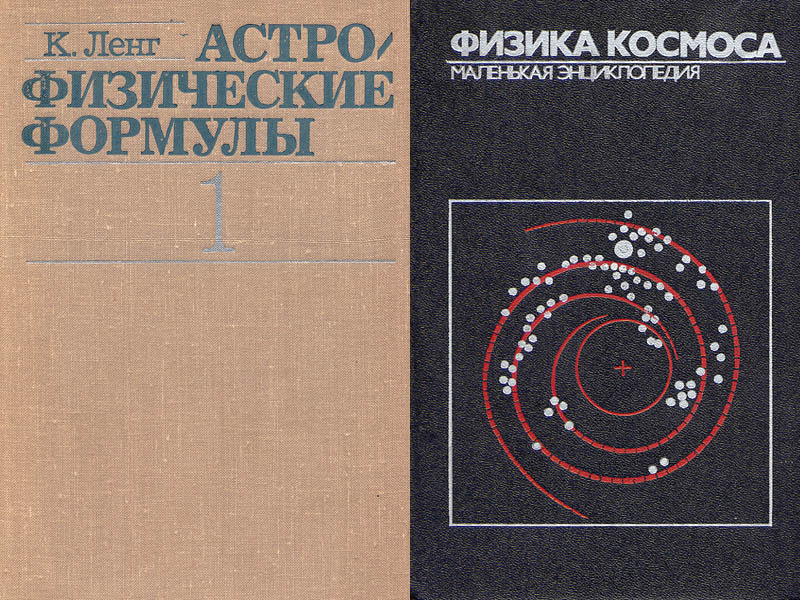 К. Ленг
АСТРО/
ФИЗИЧЕСКИЕ
ФОРМУЛЫ
1
ФИЗИКА КОСМОСА
МАЛЕНЬКАЯ ЭНЦИКЛОПЕДИЯ